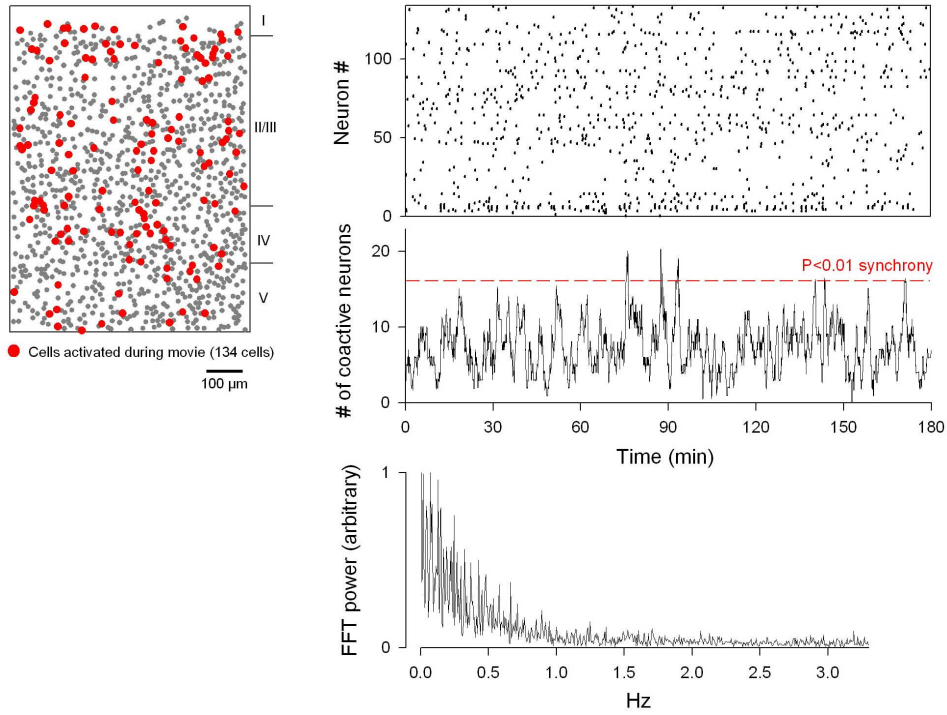 I
II/III
IV
V
Cells activated during movie (134 cells)
100 µm
Neuron #
100
50
0
# of coactive neurons
20
10
0
P<0.01 synchrony
0 30 60 90 120 150 180
Time (min)
FFT power (arbitrary)
1
0
0.0 0.5 1.0 1.5 2.0 2.5 3.0
Hz